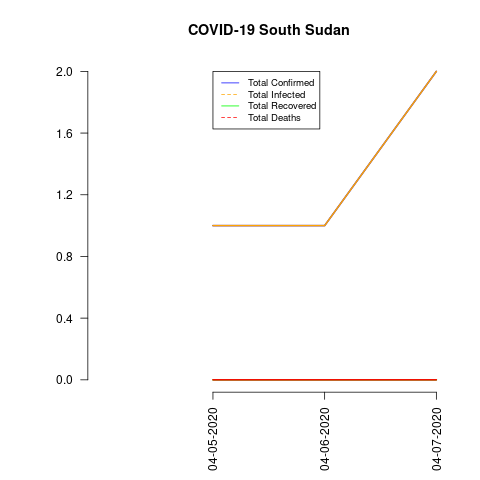 COVID-19 South Sudan
2.0
1.6
1.2
0.8
0.4
0.0
Total Confirmed
Total Infected
Total Recovered
Total Deaths
04-05-2020
04-06-2020
04-07-2020